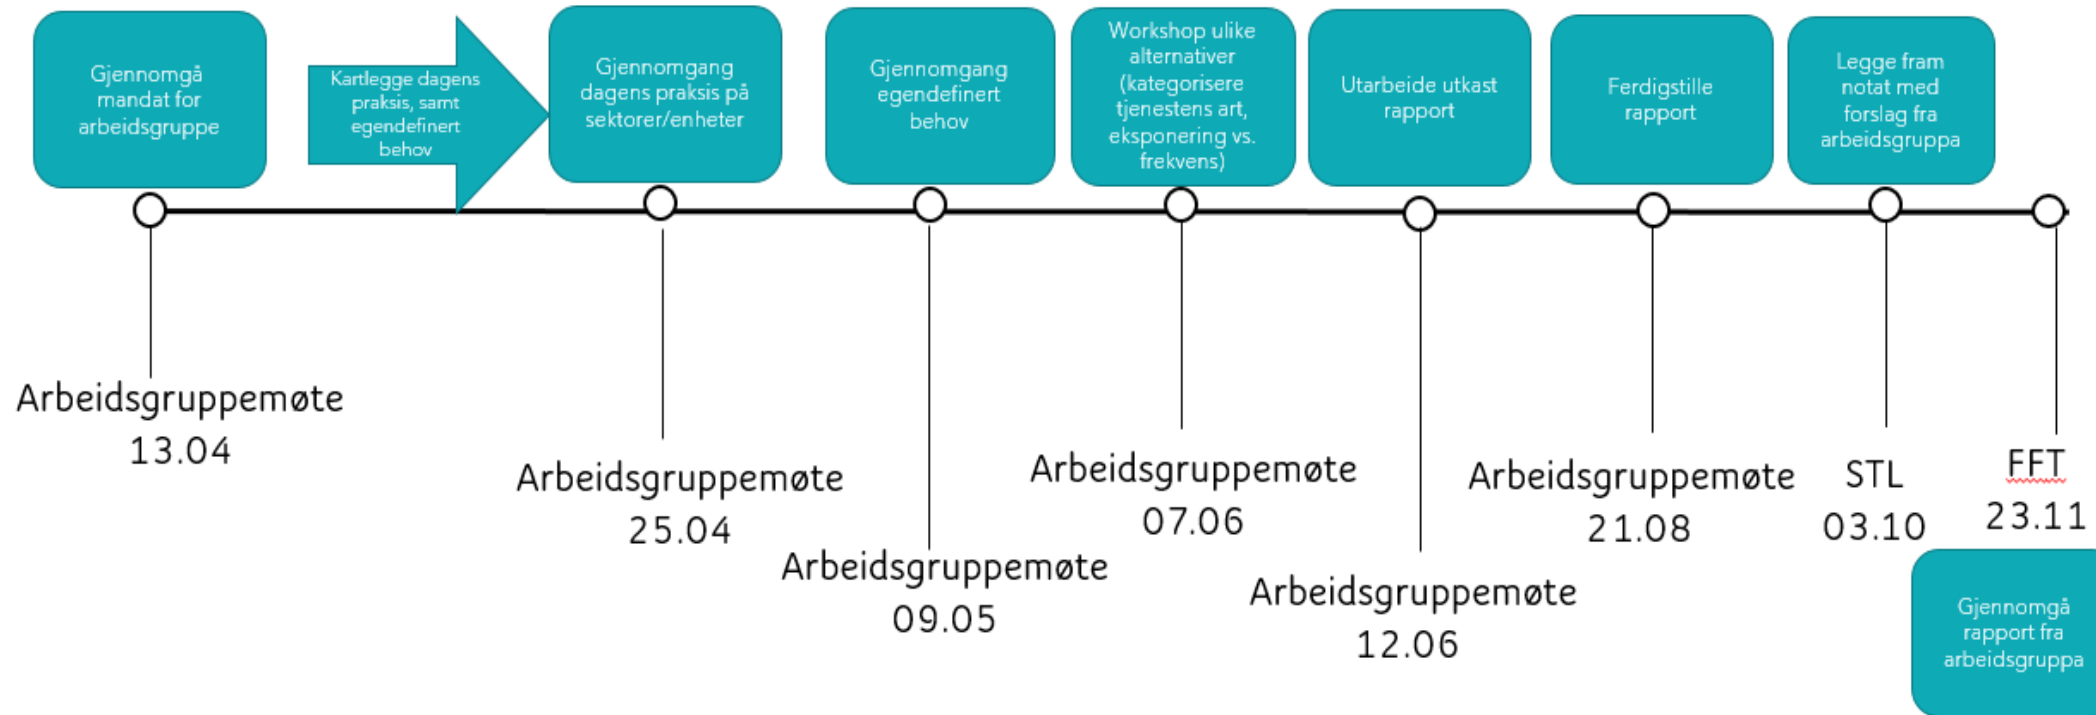 Gjennomgå
mandat for
arbeidsgruppe
Kartlegge dagens
praksis, samt
egendefinert
behov
Gjennomgang
dagens praksis på
sektorer/enheter
Gjennomgang
egendefinert
behov
Workshop ulike
alternativer
(kategorisere
tjenestens art,
eksponering vs.
frekvens)
Utarbeide utkast
rapport
Ferdigstille
rapport
Legge fram
notat med
forslag fra
arbeidsgruppa
Arbeidsgruppemøte
13.04
Arbeidsgruppemøte
25.04
Arbeidsgruppemøte
09.05
Arbeidsgruppemøte
07.06
Arbeidsgruppemøte
12.06
Arbeidsgruppemøte
21.08
STL
03.10
FFT
23.11
Gjennomgå
rapport fra
arbeidsgruppa